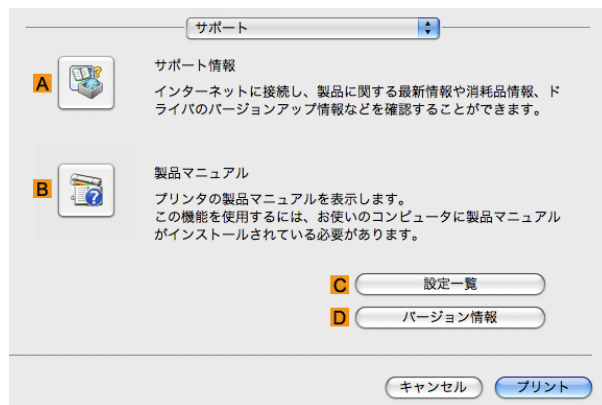 サポート
A
サポート情報
インターネットに接続し、製品に関する最新情報や消耗品情報、ド
ライバのバージョンアップ情報などを確認することができます。
B
製品マニュアル
プリンタの製品マニュアルを表示します。
この機能を使用するには、お使いのコンピュータに製品マニュアル
がインストールされている必要があります。
C 設定一覧
D バージョン情報
キャンセル プリント